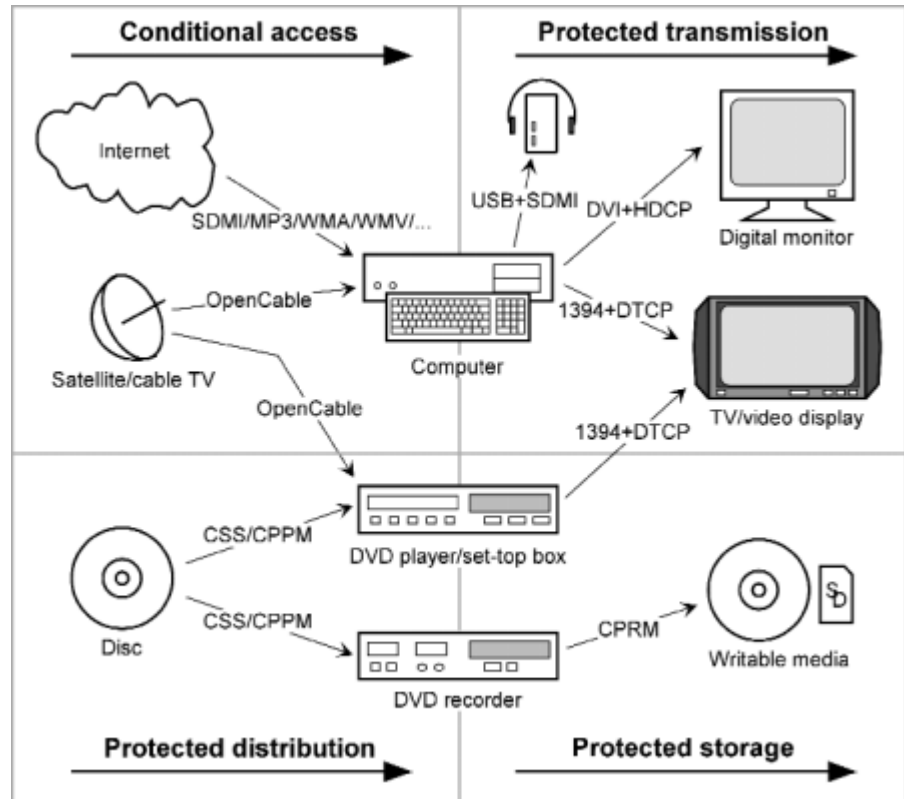 Conditional access
Protected transmission
Internet
SDMI/MP3/WMA/WMV/...
USB+SDMI
DVI+HDCP
Digital monitor
OpenCable
1394+DTCP
Satellite/cable TV
Computer
OpenCable
TV/video display
1394+DTCP
CSS/CPPM
DVD player/set-top box
SD
CSS/CPPM
CPRM
Disc
Writable media
DVD recorder
Protected distribution
Protected storage